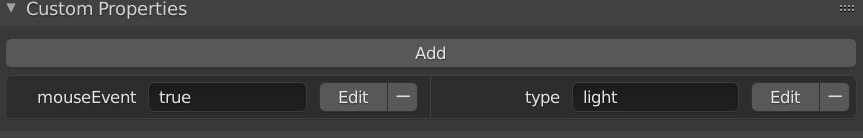 Custom Properties
Add
mouseEvent true Edit type light Edit